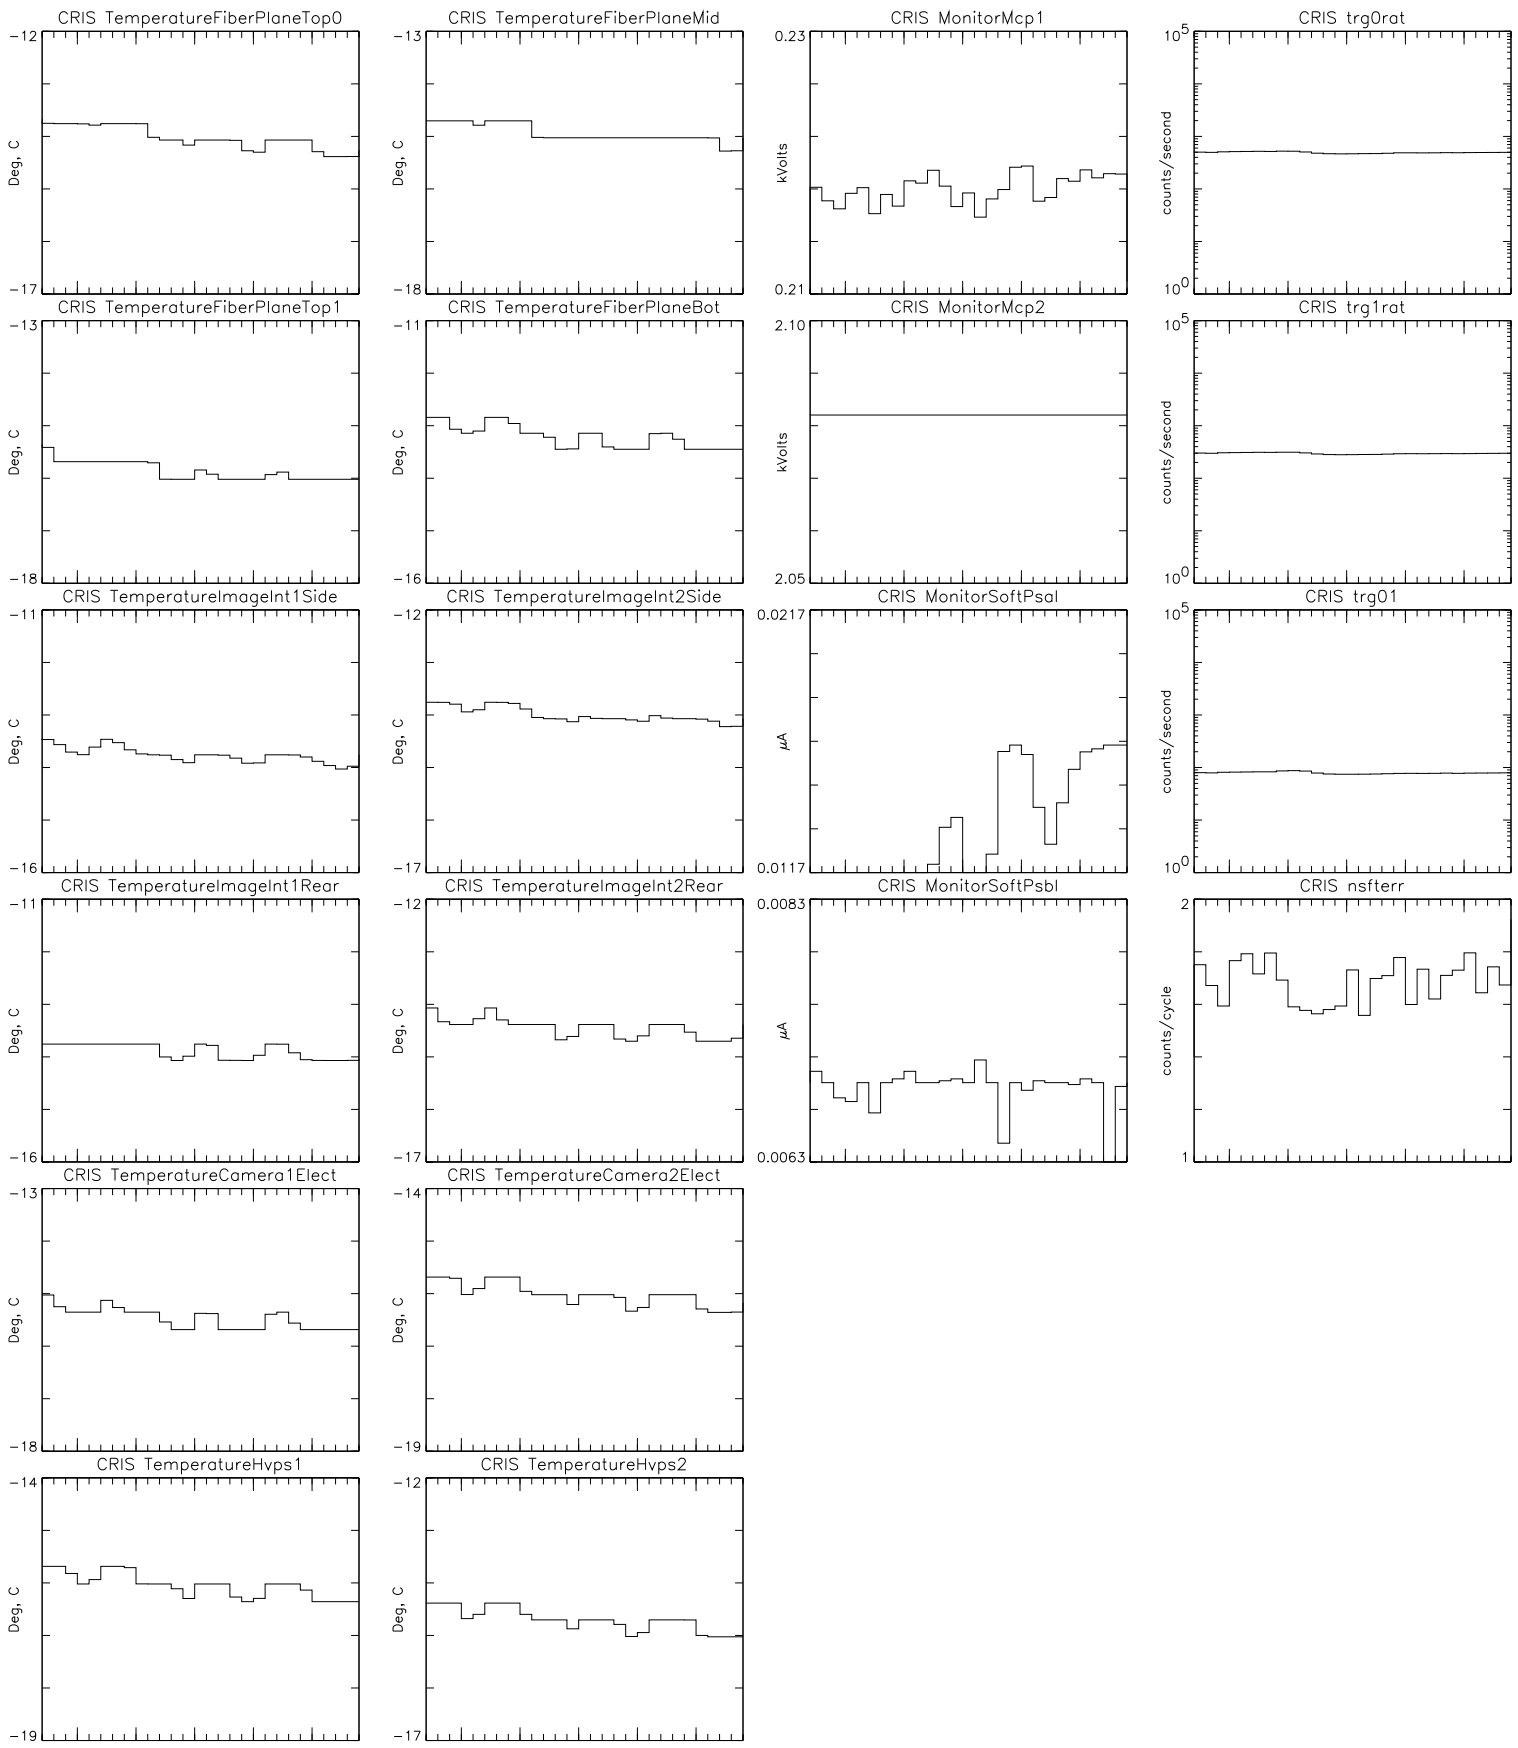 CRIS TemperatureFiberPlaneTop0
-12
Deg, C
-17
CRIS TemperatureFiberPlaneMid
-13
Deg, C
-18
CRIS MonitorMcp1
0.23
kVolts
0.21
CRIS trg0rat
10^5
counts/second
10^0
CRIS TemperatureFiberPlaneTop1
-13
Deg, C
-18
CRIS TemperatureFiberPlaneBot
-11
Deg, C
-16
CRIS MonitorMcp2
2.10
kVolts
2.05
CRIS trg1rat
10^5
counts/second
10^0
CRIS TemperatureImageInt1Side
-11
Deg, C
-16
CRIS TemperatureImageInt2Side
-12
Deg, C
-17
CRIS MonitorSoftPsaI
0.0217
μA
0.0117
CRIS trg01
10^5
counts/second
10^0
CRIS TemperatureImageInt1Rear
-11
Deg, C
-16
CRIS TemperatureImageInt2Rear
-12
Deg, C
-17
CRIS MonitorSoftPsbI
0.0083
μA
0.0063
CRIS nsfterr
2
counts/cycle
1
CRIS TemperatureCamera1Elect
-13
Deg, C
-18
CRIS TemperatureCamera2Elect
-14
Deg, C
-19
CRIS TemperatureHvps1
-14
Deg, C
-19
CRIS TemperatureHvps2
-12
Deg, C
-17